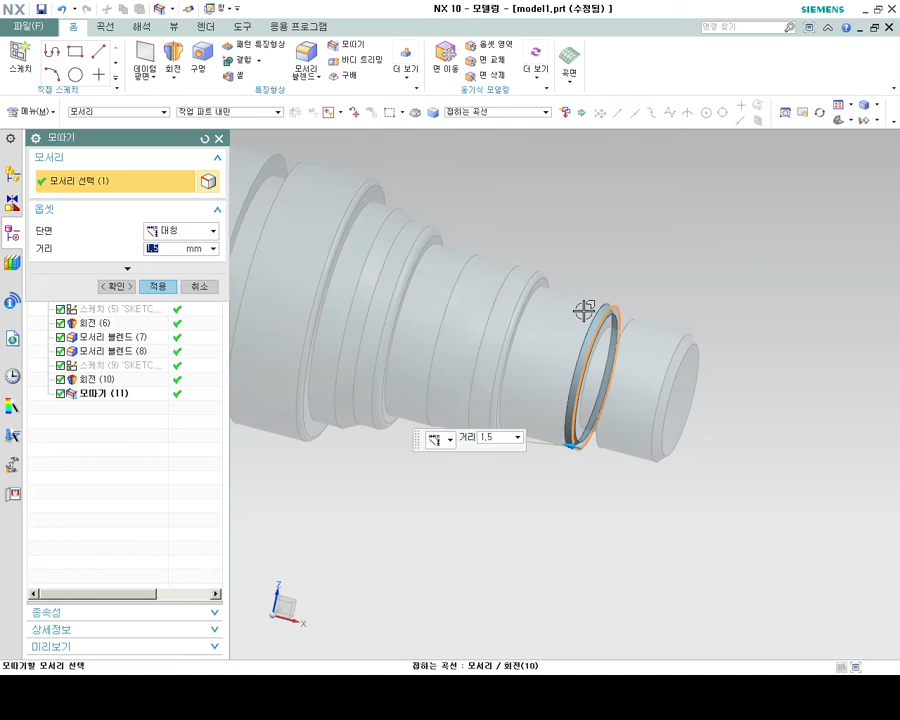 NX
창
NX 10 - 모델링 - [model1.prt (수정됨) ]
SIEMENS
파일(F)
홈
곡선
해석
뷰
렌더
도구
응용 프로그램
명령 찾기
스케치
직접 스케치
데이텀
평면
회전
구멍
패턴 특징형상
결합
쉘
모서리
블렌드
모따기
바디 트리밍
구배
더 보기
특징형상
면 이동
옵셋 영역
면 교체
면 삭제
더 보기
동기식 모델링
곡면
메뉴(M)
모서리
작업 파트 내만
접하는 곡선
모따기
모서리
모서리 선택 (1)
옵셋
단면
대칭
거리
1.5
mm
< 확인 >
적용
취소
스케치 (5) "SKETC...
회전 (6)
모서리 블렌드 (7)
모서리 블렌드 (8)
스케치 (9) "SKETC...
회전 (10)
모따기 (11)
거리 1.5
Z
X
종속성
상세정보
미리보기
모따기할 모서리 선택
접하는 곡선 : 모서리 / 회전(10)